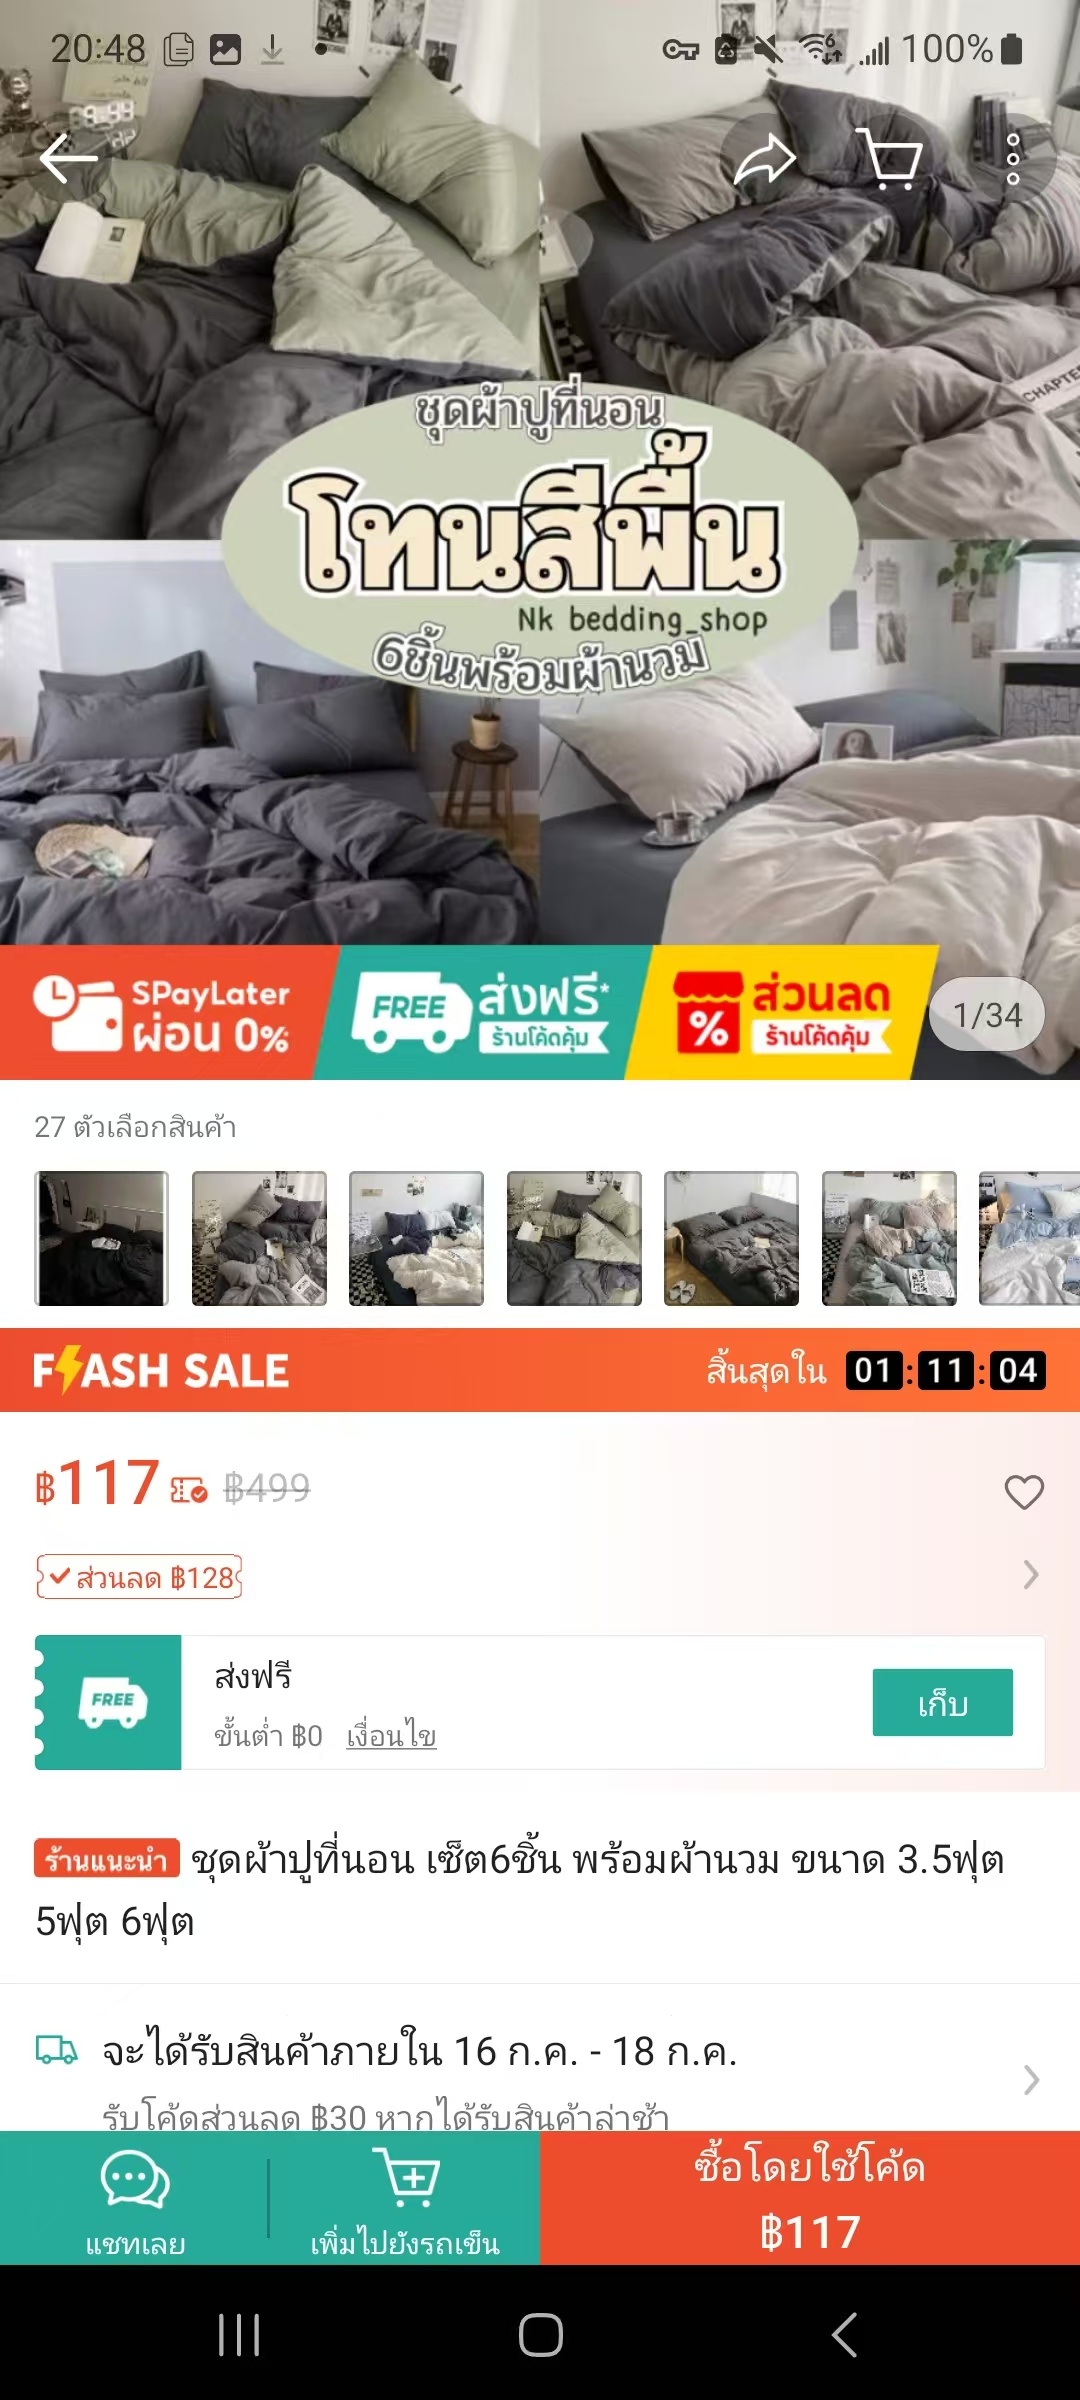 20:48
6
100%
9:44
CHAPTER
ชุดผ้าปูที่นอน
โทนสีพื้น
Nk bedding_shop
6ชิ้นพร้อมผ้านวม
SPayLater
ผ่อน 0%
FREE
ส่งฟรี*
ร้านโค้ดคุ้ม
%
ส่วนลด
ร้านโค้ดคุ้ม
1/34
27 ตัวเลือกสินค้า
FLASH SALE
สิ้นสุดใน 01:11:04
฿117 ฿499
ส่วนลด ฿128
FREE
ส่งฟรี
ขั้นต่ำ ฿0 เงื่อนไข
เก็บ
ร้านแนะนำ ชุดผ้าปูที่นอน เซ็ต6ชิ้น พร้อมผ้านวม ขนาด 3.5ฟุต
5ฟุต 6ฟุต
จะได้รับสินค้าภายใน 16 ก.ค. - 18 ก.ค.
รับโค้ดส่วนลด ฿30 หากได้รับสินค้าล่าช้า
แชทเลย
เพิ่มไปยังรถเข็น
ซื้อโดยใช้โค้ด
฿117